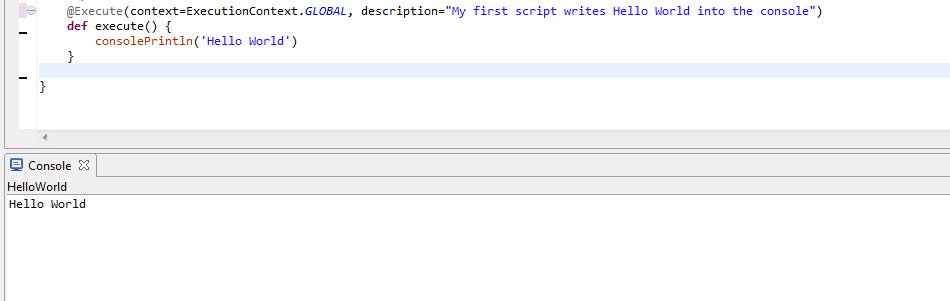 @Execute(context=ExecutionContext.GLOBAL, description="My first script writes Hello World into the console")
def execute() {
consolePrintln('Hello World')
}
}
Console
HelloWorld
Hello World